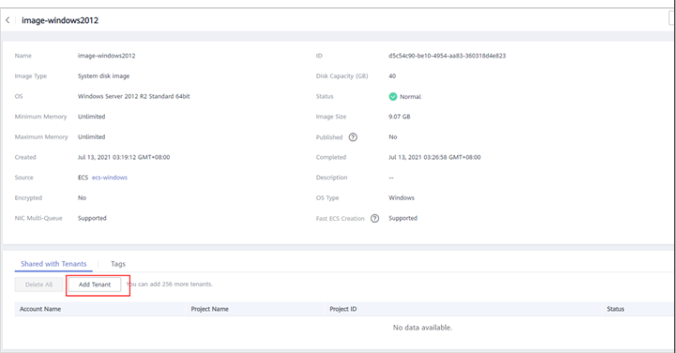 image-windows2012
Name image-windows2012 ID d5c54c90-be10-4954-aa83-360318d4e823
Image Type System disk image Disk Capacity (GB) 40
OS Windows Server 2012 R2 Standard 64bit Status Normal
Minimum Memory Unlimited Image Size 9.07 GB
Maximum Memory Unlimited Published ? No
Created Jul 13, 2021 03:19:12 GMT+08:00 Completed Jul 13, 2021 03:26:58 GMT+08:00
Source ECS ecs-windows Description --
Encrypted No OS Type Windows
NIC Multi-Queue Supported Fast ECS Creation ? Supported
Shared with Tenants Tags
Delete All Add Tenant You can add 256 more tenants.
Account Name Project Name Project ID Status
No data available.